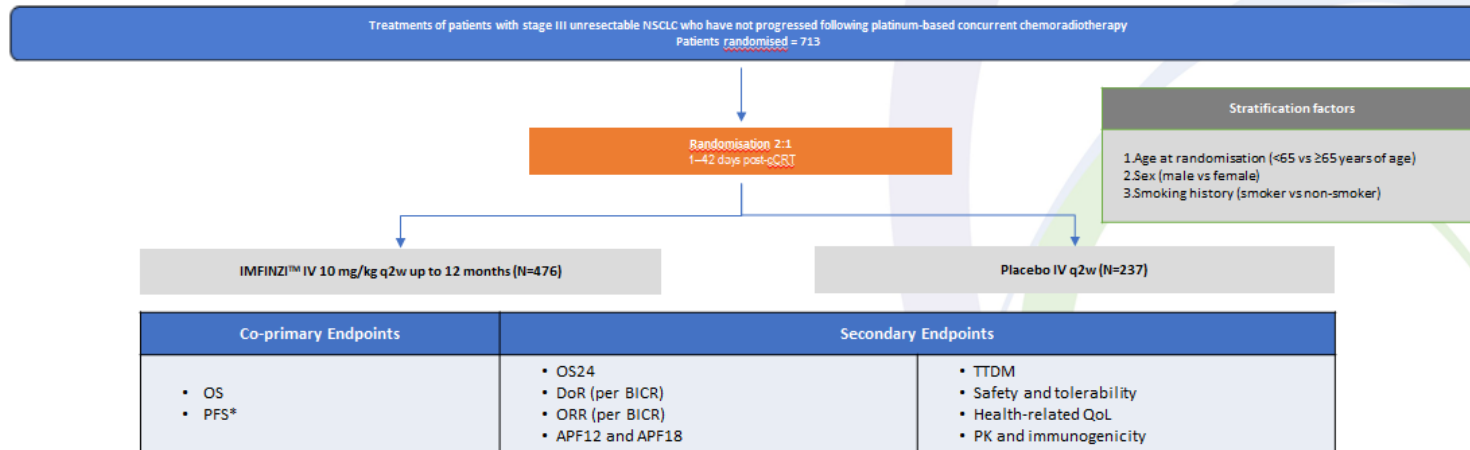 Treatments of patients with stage III unresectable NSCLC who have not progressed following platinum-based concurrent chemoradiotherapy
Patients randomised = 713
Stratification factors
1.Age at randomisation (<65 vs ≥65 years of age)
2.Sex (male vs female)
3.Smoking history (smoker vs non-smoker)
Randomisation 2:1
1–42 days post-cCRT
IMFINZI™ IV 10 mg/kg q2w up to 12 months (N=476)
Placebo IV q2w (N=237)
Co-primary Endpoints
Secondary Endpoints
• OS
• PFS*
• OS24
• DoR (per BICR)
• ORR (per BICR)
• APF12 and APF18
• TTDM
• Safety and tolerability
• Health-related QoL
• PK and immunogenicity